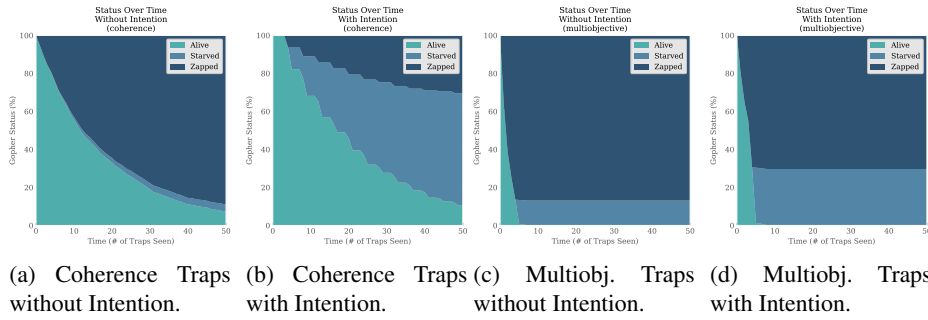 Status Over Time
Without Intention
(coherence)
Alive
Starved
Zapped
Gopher Status (%)
100
80
60
40
20
0
0 10 20 30 40 50
Time (# of Traps Seen)
Status Over Time
With Intention
(coherence)
Alive
Starved
Zapped
Gopher Status (%)
100
80
60
40
20
0
0 10 20 30 40 50
Time (# of Traps Seen)
Status Over Time
Without Intention
(multiobjective)
Alive
Starved
Zapped
Gopher Status (%)
100
80
60
40
20
0
0 10 20 30 40 50
Time (# of Traps Seen)
Status Over Time
With Intention
(multiobjective)
Alive
Starved
Zapped
Gopher Status (%)
100
80
60
40
20
0
0 10 20 30 40 50
Time (# of Traps Seen)
(a) Coherence Traps
without Intention.
(b) Coherence Traps
with Intention.
(c) Multiobj. Traps
without Intention.
(d) Multiobj. Traps
with Intention.